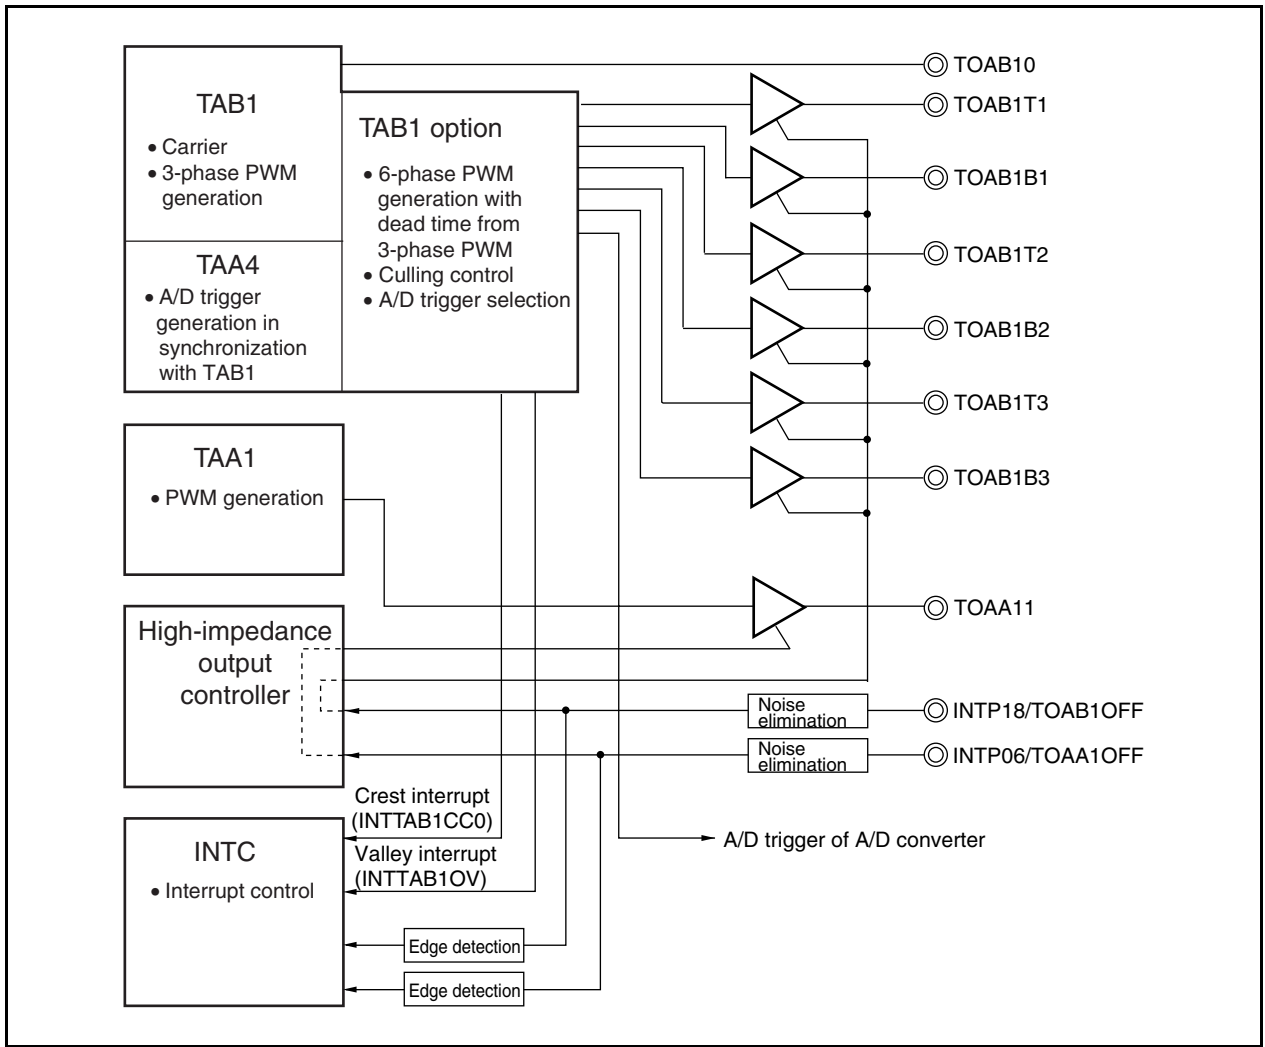 TAB1
• Carrier
• 3-phase PWM
generation
TAA4
• A/D trigger
generation in
synchronization
with TAB1
TAB1 option
• 6-phase PWM
generation with
dead time from
3-phase PWM
• Culling control
• A/D trigger selection
TOAB10
TOAB1T1
TOAB1B1
TOAB1T2
TOAB1B2
TOAB1T3
TOAB1B3
TAA1
• PWM generation
TOAA11
High-impedance
output
controller
Noise
elimination
INTP18/TOAB1OFF
Noise
elimination
INTP06/TOAA1OFF
Crest interrupt
(INTTAB1CC0)
Valley interrupt
(INTTAB1OV)
A/D trigger of A/D converter
INTC
• Interrupt control
Edge detection
Edge detection